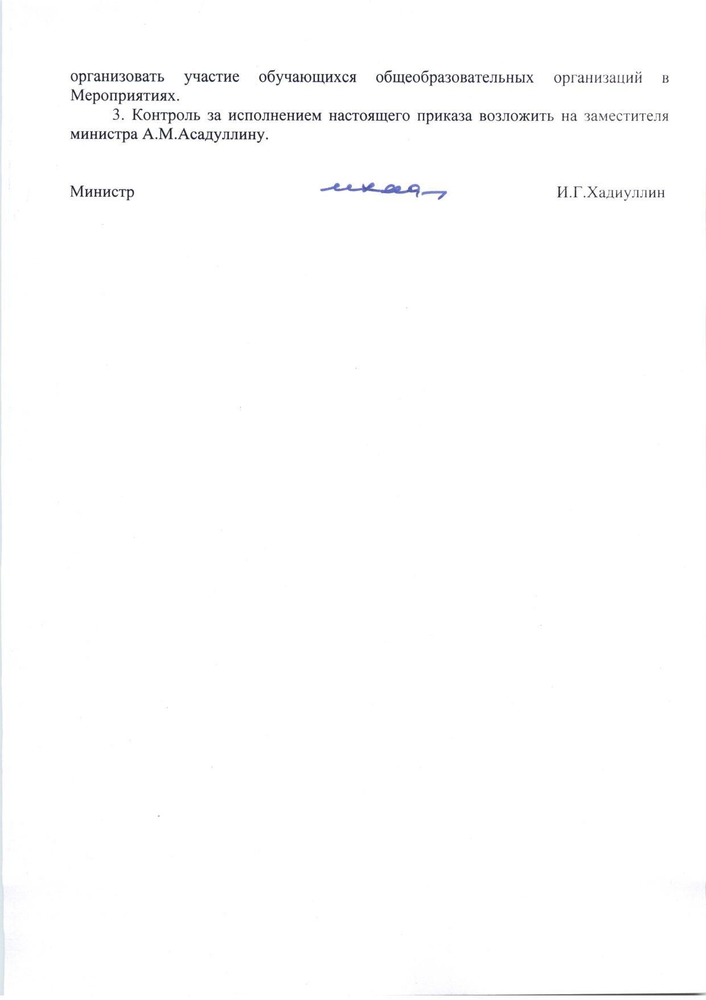 организовать участие обучающихся общеобразовательных организаций в
Мероприятиях.
3. Контроль за исполнением настоящего приказа возложить на заместителя
министра А.М.Асадуллину.
Министр И.Г.Хадиуллин